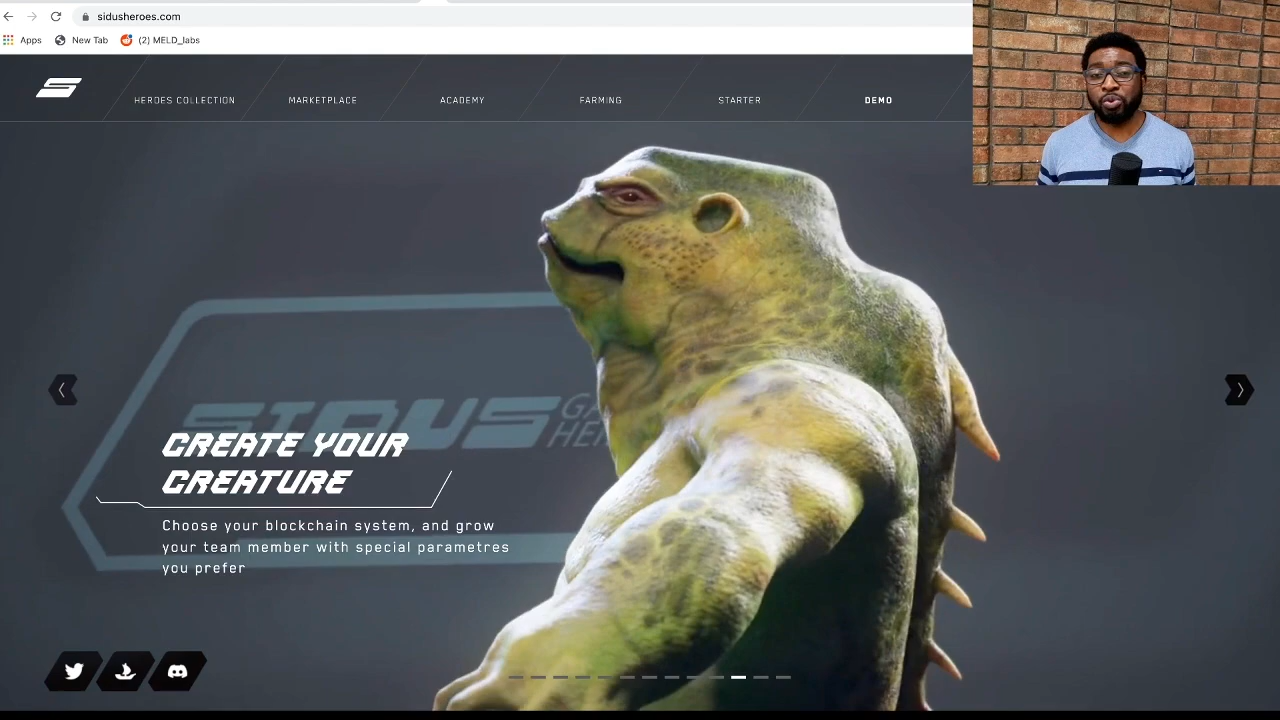 sidusheroes.com
Apps New Tab (2) MELD_labs
HEROES COLLECTION MARKETPLACE ACADEMY FARMING STARTER DEMO
SIDUS
CREATE YOUR
CREATURE
Choose your blockchain system, and grow
your team member with special parametres
you prefer